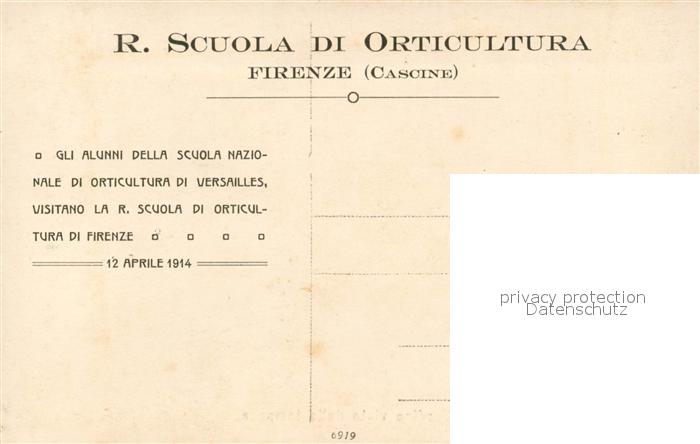 R. SCUOLA DI ORTICULTURA
FIRENZE (CASCINE)
GLI ALUNNI DELLA SCUOLA NAZIO-
NALE DI ORTICULTURA DI VERSAILLES,
VISITANO LA R. SCUOLA DI ORTICUL-
TURA DI FIRENZE
12 APRILE 1914
privacy protection
Datenschutz
6919